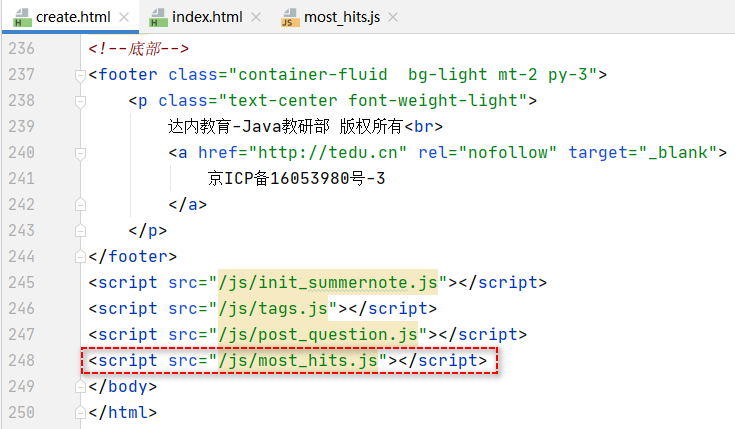 create.html index.html most_hits.js
236 <!--底部-->
237 <footer class="container-fluid  bg-light mt-2 py-3">
238     <p class="text-center font-weight-light">
239         达内教育-Java教研部 版权所有<br>
240         <a href="http://tedu.cn" rel="nofollow" target="_blank">
241             京ICP备16053980号-3
242         </a>
243     </p>
244 </footer>
245 <script src="/js/init_summernote.js"></script>
246 <script src="/js/tags.js"></script>
247 <script src="/js/post_question.js"></script>
248 <script src="/js/most_hits.js"></script>
249 </body>
250 </html>